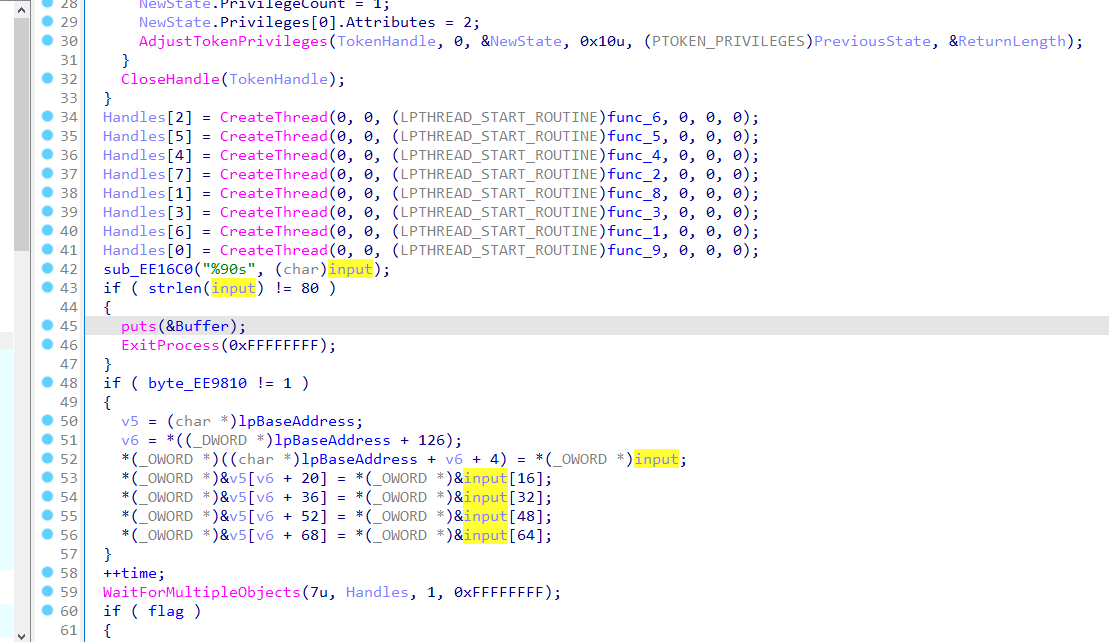 28 NewState.PrivilegeCount = 1;
29 NewState.Privileges[0].Attributes = 2;
30 AdjustTokenPrivileges(TokenHandle, 0, &NewState, 0x10u, (PTOKEN_PRIVILEGES)PreviousState, &ReturnLength);
31 }
32 CloseHandle(TokenHandle);
33 }
34 Handles[2] = CreateThread(0, 0, (LPTHREAD_START_ROUTINE)func_6, 0, 0, 0);
35 Handles[5] = CreateThread(0, 0, (LPTHREAD_START_ROUTINE)func_5, 0, 0, 0);
36 Handles[4] = CreateThread(0, 0, (LPTHREAD_START_ROUTINE)func_4, 0, 0, 0);
37 Handles[7] = CreateThread(0, 0, (LPTHREAD_START_ROUTINE)func_2, 0, 0, 0);
38 Handles[1] = CreateThread(0, 0, (LPTHREAD_START_ROUTINE)func_8, 0, 0, 0);
39 Handles[3] = CreateThread(0, 0, (LPTHREAD_START_ROUTINE)func_3, 0, 0, 0);
40 Handles[6] = CreateThread(0, 0, (LPTHREAD_START_ROUTINE)func_1, 0, 0, 0);
41 Handles[0] = CreateThread(0, 0, (LPTHREAD_START_ROUTINE)func_9, 0, 0, 0);
42 sub_EE16C0("%90s", (char)input);
43 if ( strlen(input) != 80 )
44 {
45 puts(&Buffer);
46 ExitProcess(0xFFFFFFFF);
47 }
48 if ( byte_EE9810 != 1 )
49 {
50 v5 = (char *)lpBaseAddress;
51 v6 = *((_DWORD *)lpBaseAddress + 126);
52 *(_OWORD *)((char *)lpBaseAddress + v6 + 4) = *(_OWORD *)input;
53 *(_OWORD *)&v5[v6 + 20] = *(_OWORD *)&input[16];
54 *(_OWORD *)&v5[v6 + 36] = *(_OWORD *)&input[32];
55 *(_OWORD *)&v5[v6 + 52] = *(_OWORD *)&input[48];
56 *(_OWORD *)&v5[v6 + 68] = *(_OWORD *)&input[64];
57 }
58 ++time;
59 WaitForMultipleObjects(7u, Handles, 1, 0xFFFFFFFF);
60 if ( flag )
61 {